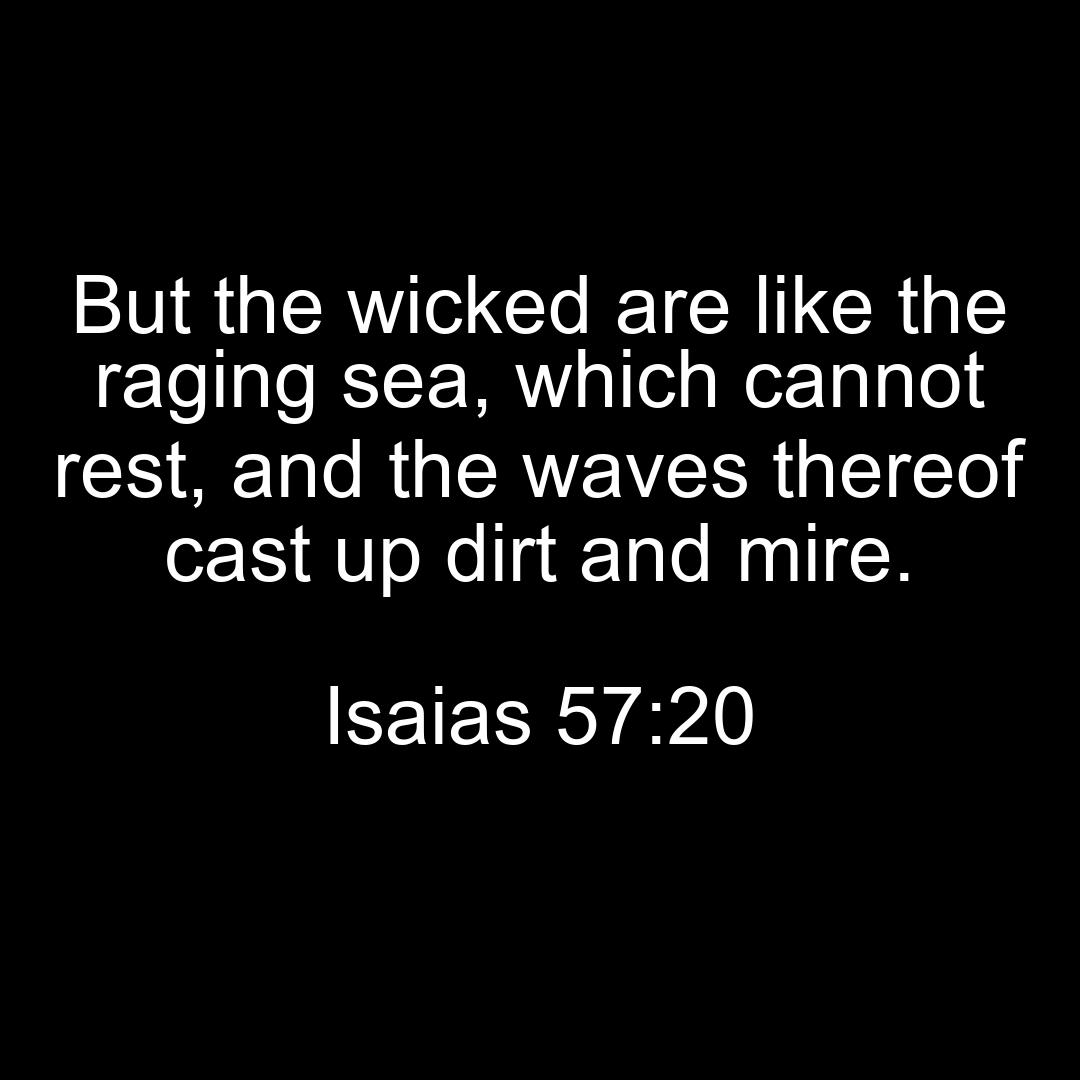 But the wicked are like the
raging sea, which cannot
rest, and the waves thereof
cast up dirt and mire.
Isaias 57:20